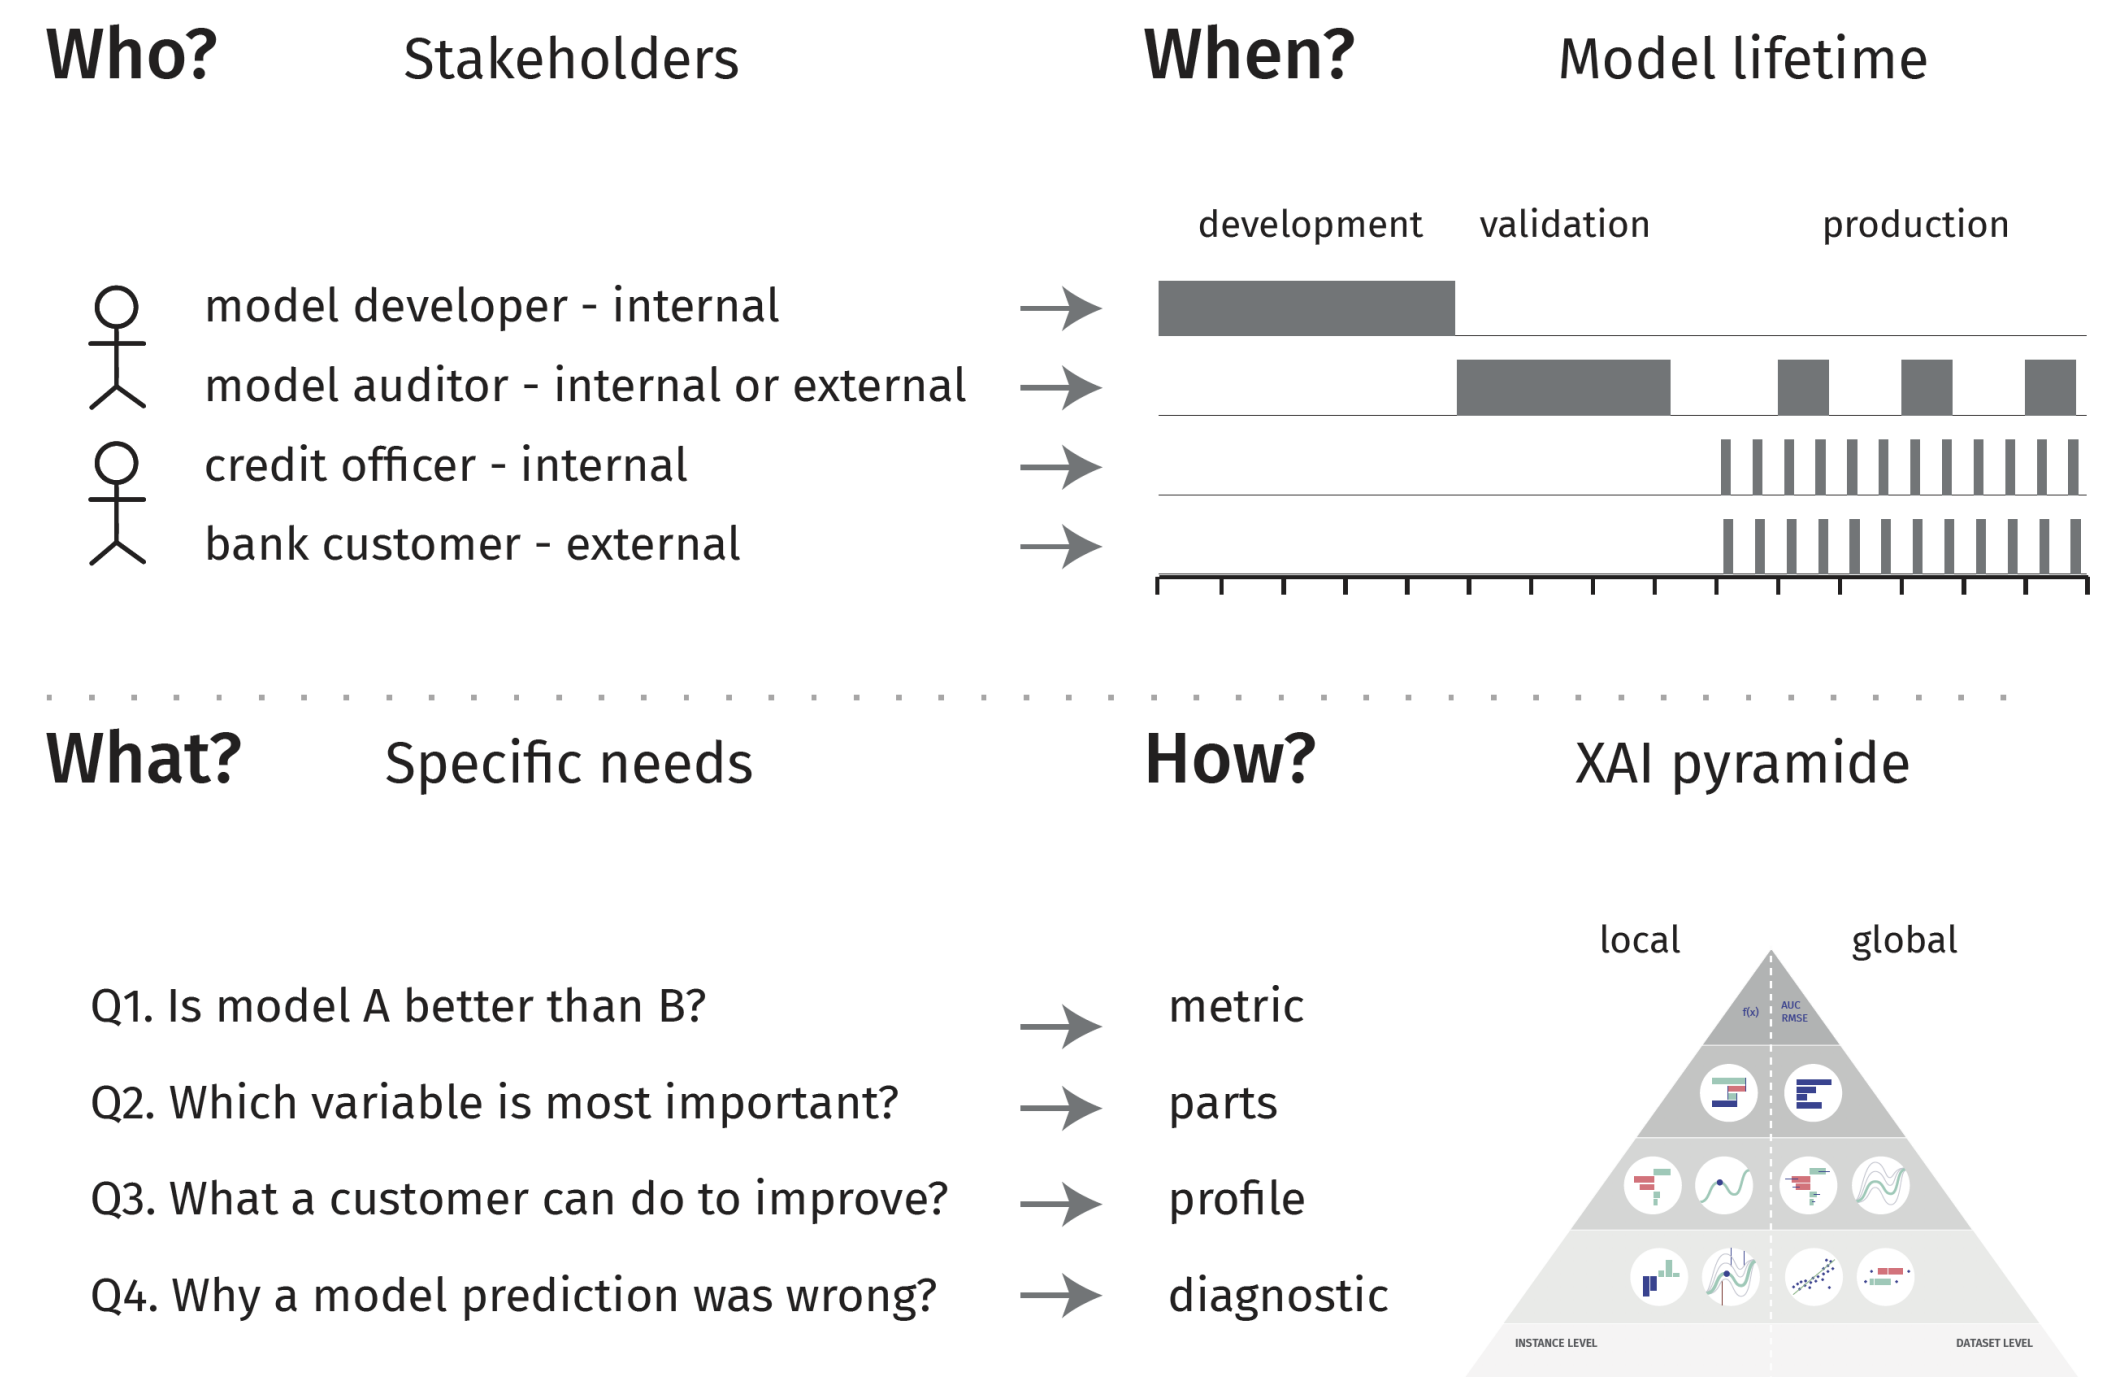 Who? Stakeholders
When? Model lifetime
development validation production
model developer - internal
model auditor - internal or external
credit officer - internal
bank customer - external
What? Specific needs
How? XAI pyramide
local global
Q1. Is model A better than B?
metric
f(x)
AUC
RMSE
Q2. Which variable is most important?
parts
Q3. What a customer can do to improve?
profile
Q4. Why a model prediction was wrong?
diagnostic
INSTANCE LEVEL
DATASET LEVEL